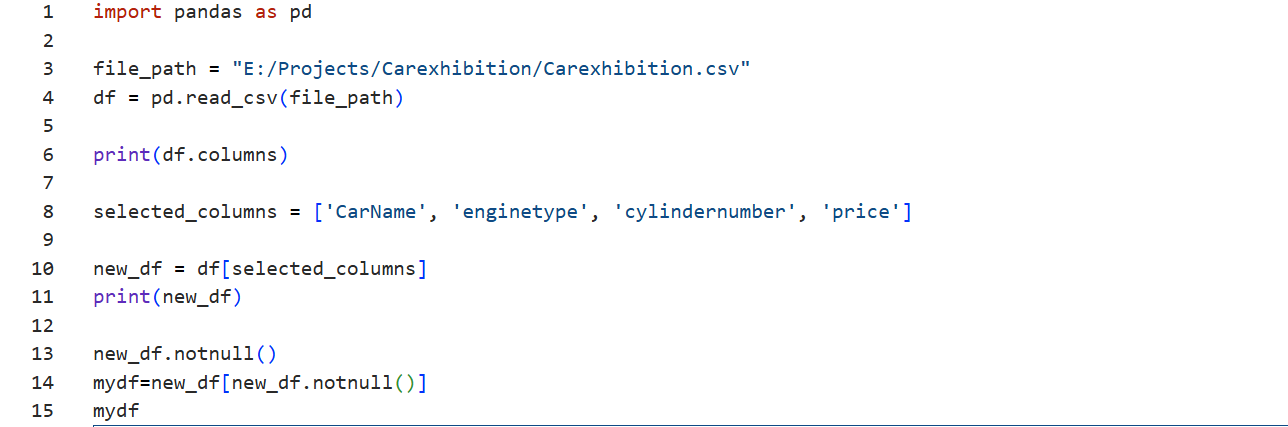 1 import pandas as pd
2
3 file_path = "E:/Projects/Carexhibition/Carexhibition.csv"
4 df = pd.read_csv(file_path)
5
6 print(df.columns)
7
8 selected_columns = ['CarName', 'enginetype', 'cylindernumber', 'price']
9
10 new_df = df[selected_columns]
11 print(new_df)
12
13 new_df.notnull()
14 mydf=new_df[new_df.notnull()]
15 mydf